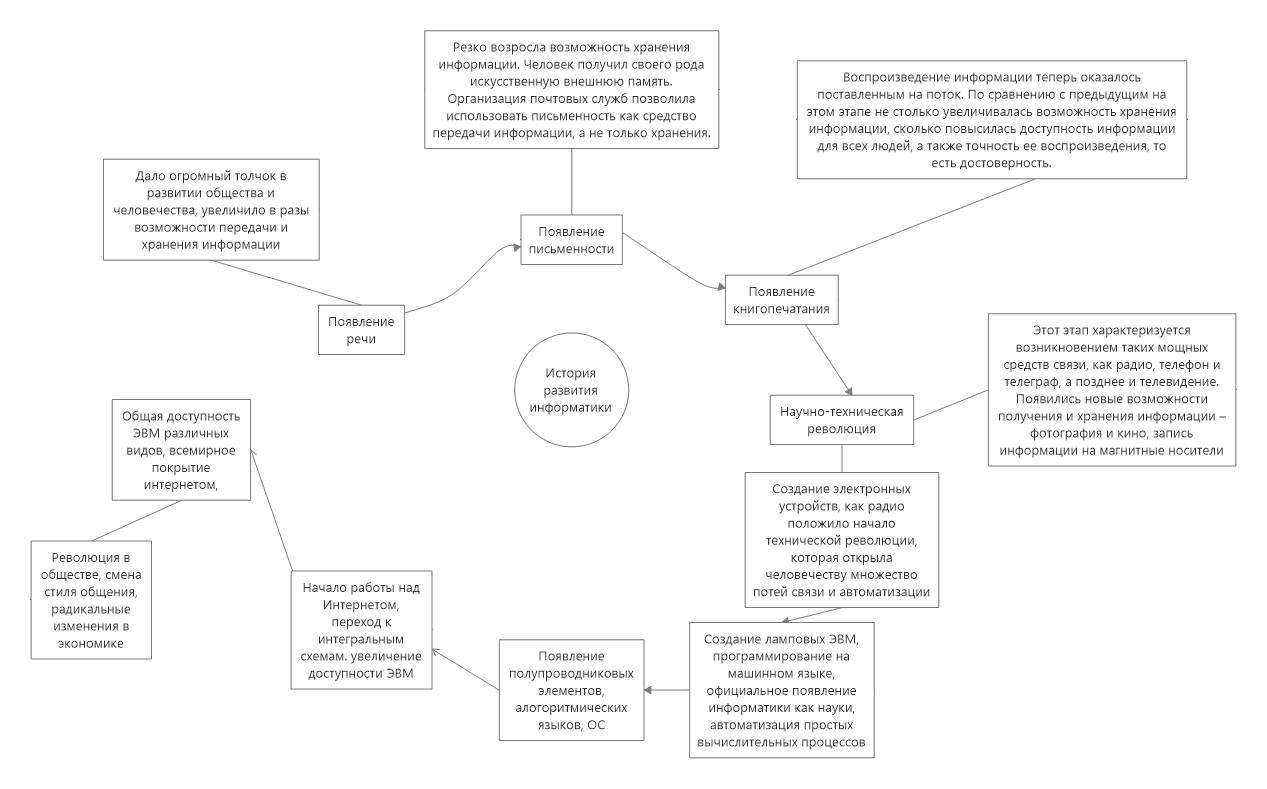 Резко возросла возможность хранения
информации. Человек получил своего рода
искусственную внешнюю память.
Организация почтовых служб позволила
использовать письменность как средство
передачи информации, а не только хранения.
Воспроизведение информации теперь оказалось
поставленным на поток. По сравнению с предыдущим на
этом этапе не столько увеличивалась возможность хранения
информации, сколько повысилась доступность информации
для всех людей, а также точность ее воспроизведения, то
есть достоверность.
Дало огромный толчок в
развитии общества и
человечества, увеличило в разы
возможности передачи и
хранения информации
Появление
письменности
Появление
книгопечатания
Появление
речи
Этот этап характеризуется
возникновением таких мощных
средств связи, как радио, телефон и
телеграф, а позднее и телевидение.
Появились новые возможности
получения и хранения информации –
фотография и кино, запись
информации на магнитные носители
История
развития
информатики
Научно-техническая
революция
Общая доступность
ЭВМ различных
видов, всемирное
покрытие
интернетом,
Создание электронных
устройств, как радио
положило начало
технической революции,
которая открыла
человечеству множество
потей связи и автоматизации
Революция в
обществе, смена
стиля общения,
радикальные
изменения в
экономике
Начало работы над
Интернетом,
переход к
интегральным
схемам. увеличение
доступности ЭВМ
Появление
полупроводниковых
элементов,
алогоритмических
языков, ОС
Создание ламповых ЭВМ,
программирование на
машинном языке,
официальное появление
информатики как науки,
автоматизация простых
вычислительных процессов